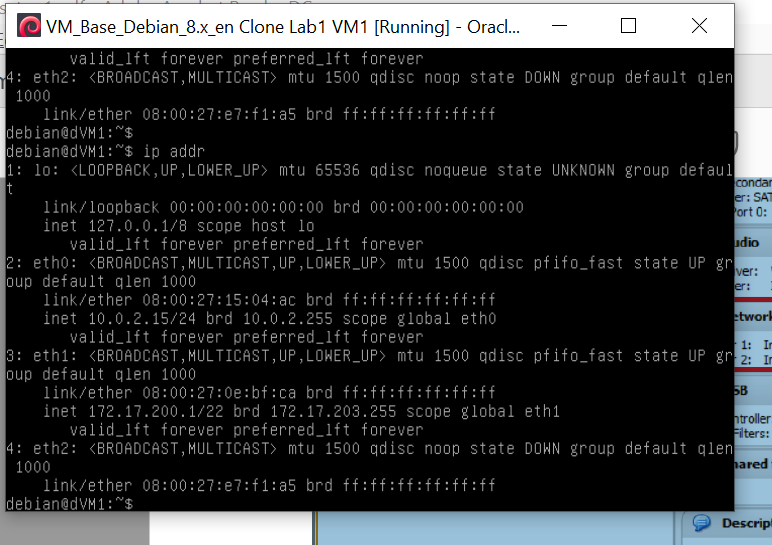 VM_Base_Debian_8.x_en Clone Lab1 VM1 [Running] - Oracl...
valid_lft forever preferred_lft forever
4: eth2: <BROADCAST,MULTICAST> mtu 1500 qdisc noop state DOWN group default qlen
1000
link/ether 08:00:27:e7:f1:a5 brd ff:ff:ff:ff:ff:ff
debian@dVM1:~$
debian@dVM1:~$ ip addr
1: lo: <LOOPBACK,UP,LOWER_UP> mtu 65536 qdisc noqueue state UNKNOWN group defaul
t
link/loopback 00:00:00:00:00:00 brd 00:00:00:00:00:00
inet 127.0.0.1/8 scope host lo
valid_lft forever preferred_lft forever
2: eth0: <BROADCAST,MULTICAST,UP,LOWER_UP> mtu 1500 qdisc pfifo_fast state UP gr
oup default qlen 1000
link/ether 08:00:27:15:04:ac brd ff:ff:ff:ff:ff:ff
inet 10.0.2.15/24 brd 10.0.2.255 scope global eth0
valid_lft forever preferred_lft forever
3: eth1: <BROADCAST,MULTICAST,UP,LOWER_UP> mtu 1500 qdisc pfifo_fast state UP gr
oup default qlen 1000
link/ether 08:00:27:0e:bf:ca brd ff:ff:ff:ff:ff:ff
inet 172.17.200.1/22 brd 172.17.203.255 scope global eth1
valid_lft forever preferred_lft forever
4: eth2: <BROADCAST,MULTICAST> mtu 1500 qdisc noop state DOWN group default qlen
1000
link/ether 08:00:27:e7:f1:a5 brd ff:ff:ff:ff:ff:ff
debian@dVM1:~$
econdar
er: SAT
Port 0:
udio
ver:
er:
etwork
r 1: In
r 2: In
SB
ntroller
Filters:
hared
Descrip